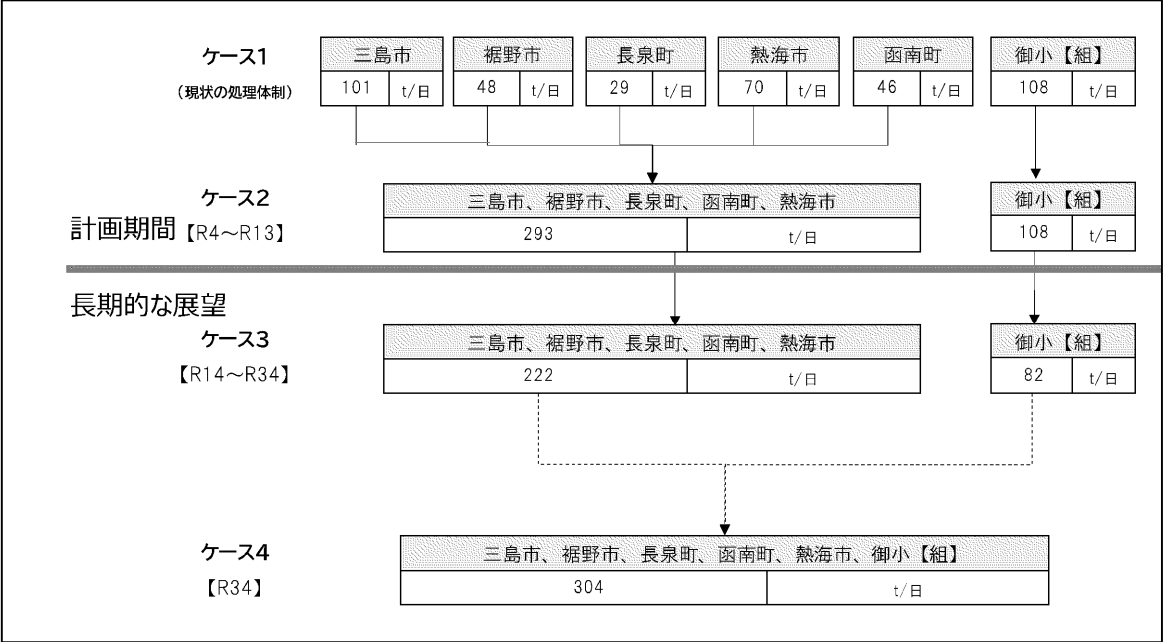 ケース1
(現状の処理体制)
三島市 裾野市 長泉町 熱海市 函南町 御小【組】
101 t/日 48 t/日 29 t/日 70 t/日 46 t/日 108 t/日
ケース2
計画期間【R4～R13】
三島市、裾野市、長泉町、函南町、熱海市 御小【組】
293 t/日 108 t/日
長期的な展望
ケース3
【R14～R34】
三島市、裾野市、長泉町、函南町、熱海市 御小【組】
222 t/日 82 t/日
ケース4
【R34】
三島市、裾野市、長泉町、函南町、熱海市、御小【組】
304 t/日